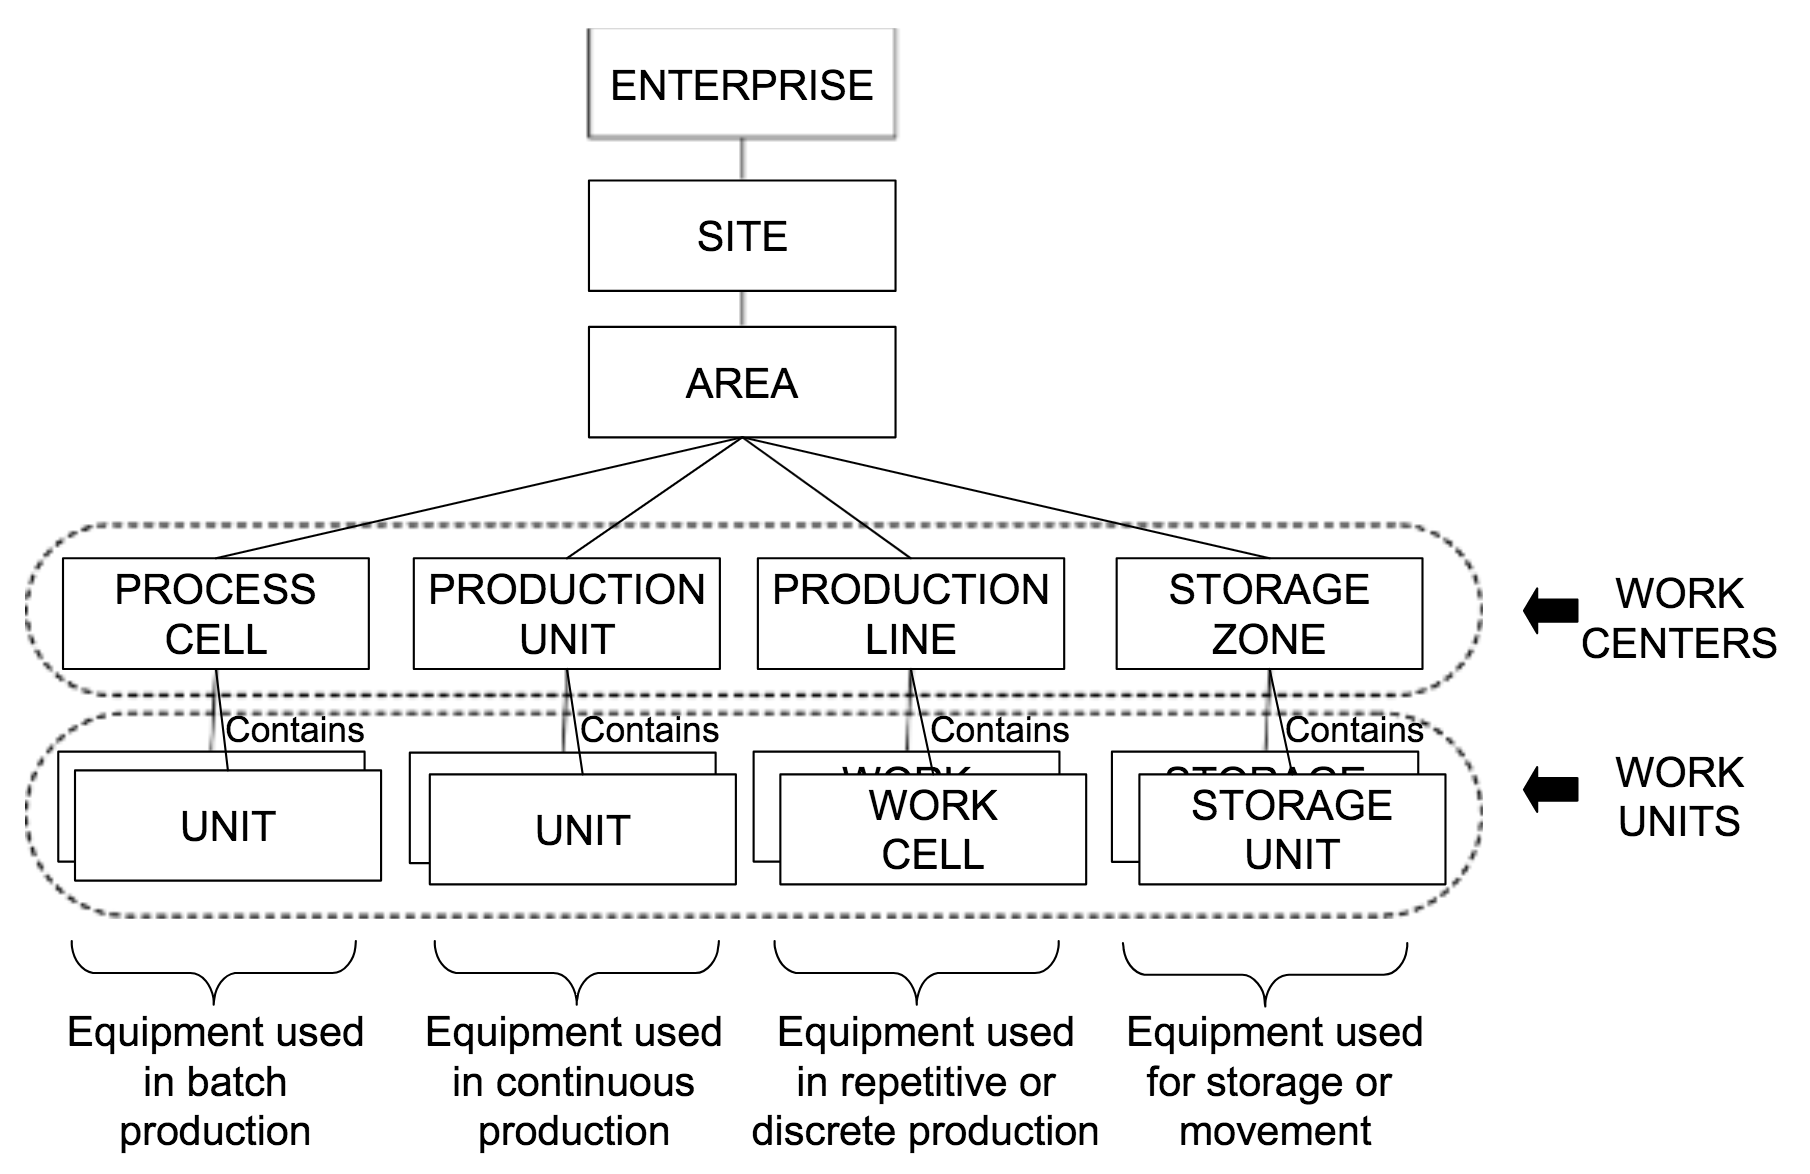 ENTERPRISE
SITE
AREA
PROCESS
CELL
PRODUCTION
UNIT
PRODUCTION
LINE
STORAGE
ZONE
WORK
CENTERS
Contains
Contains
Contains
Contains
UNIT
UNIT
WORK
WORK
CELL
STORAGE
STORAGE
UNIT
WORK
UNITS
Equipment used
in batch
production
Equipment used
in continuous
production
Equipment used
in repetitive or
discrete production
Equipment used
for storage or
movement